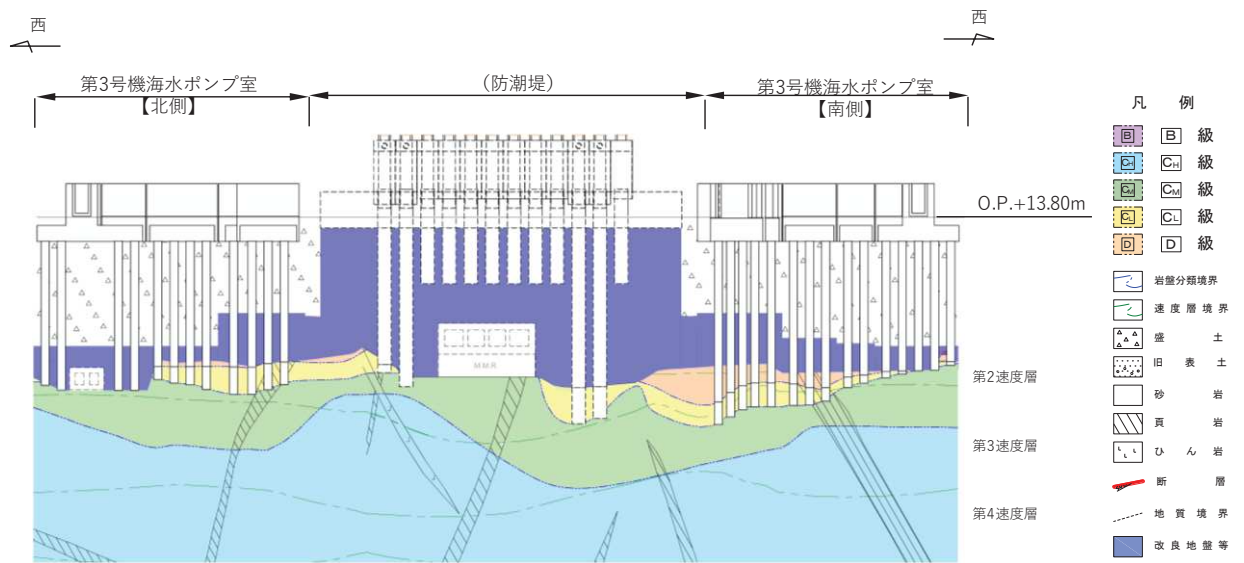 西
西
第3号機海水ポンプ室
【北側】
(防潮堤)
第3号機海水ポンプ室
【南側】
O.P.+13.80m
MMR
第2速度層
第3速度層
第4速度層
凡 例
B B 級
CH CH 級
CM CM 級
CL CL 級
D D 級
岩盤分類境界
速度層境界
盛土
旧表土
砂岩
頁岩
ひん岩
断層
地質境界
改良地盤等